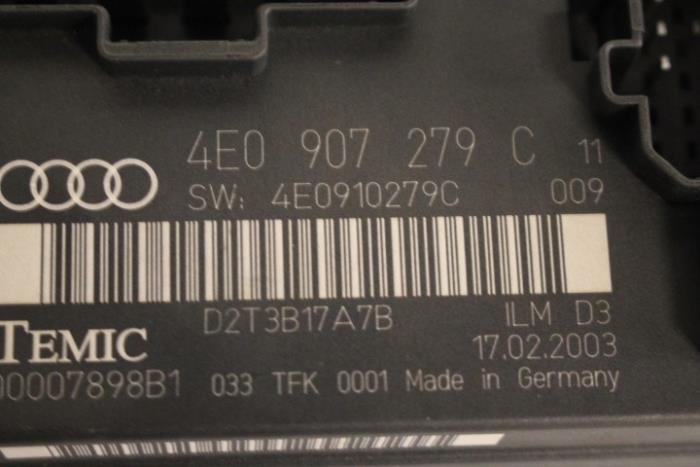 4E0 907 279 C 11
SW: 4E0910279C 009
D2T3B17A7B ILM D3
TEMIC 17.02.2003
00007898B1 033 TFK 0001 Made in Germany